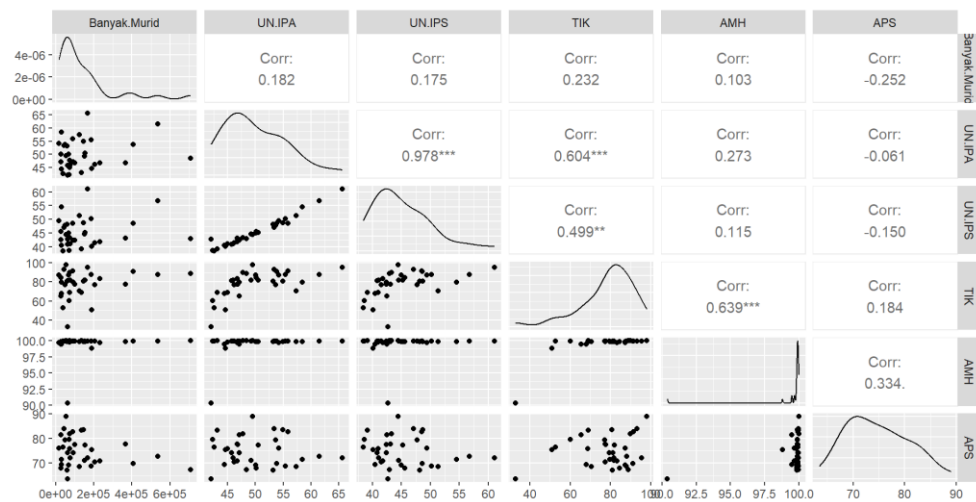 Banyak.Murid UN.IPA UN.IPS TIK AMH APS
4e-06
2e-06
0e+00
Corr:
0.182
Corr:
0.175
Corr:
0.232
Corr:
0.103
Corr:
-0.252
Banyak.Murid
65
60
55
50
45
Corr:
0.978***
Corr:
0.604***
Corr:
0.273
Corr:
-0.061
UN.IPA
60
55
50
45
40
Corr:
0.499**
Corr:
0.115
Corr:
-0.150
UN.IPS
100
80
60
40
Corr:
0.639***
Corr:
0.184
TIK
100.0
97.5
95.0
92.5
90.0
Corr:
0.334.
AMH
90
85
80
75
70
APS
0e+00 2e+05 4e+05 6e+05 45 50 55 60 65 40 45 50 55 60 40 60 80 100 90.0 92.5 95.0 97.5 100.0 70 80 90